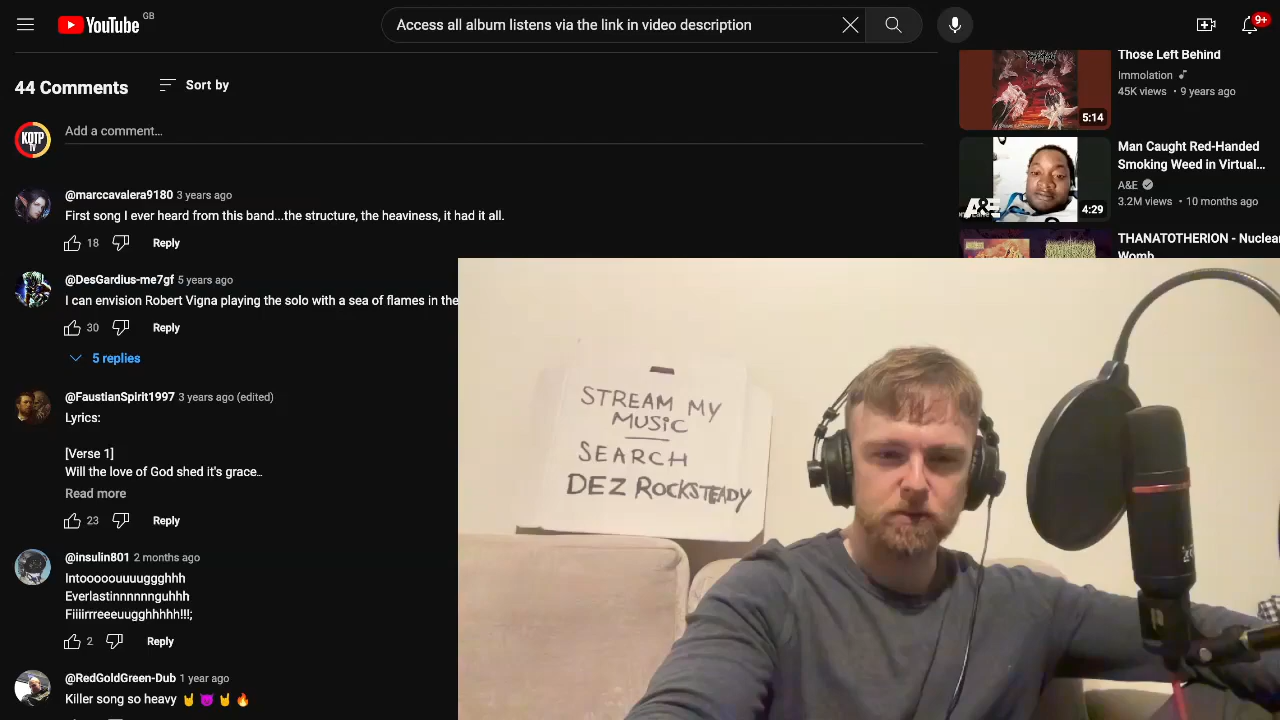 YouTube GB
Access all album listens via the link in video description
9+
44 Comments
Sort by
KOTP
TV
Add a comment...
@marccavalera9180 3 years ago
First song I ever heard from this band...the structure, the heaviness, it had it all.
18
Reply
@DesGardius-me7gf 5 years ago
I can envision Robert Vigna playing the solo with a sea of flames in the
30
Reply
5 replies
@FaustianSpirit1997 3 years ago (edited)
Lyrics:
[Verse 1]
Will the love of God shed it's grace...
Read more
23
Reply
@insulin801 2 months ago
Intooooouuuuggghhh
Everlastinnnnnnguhhh
Fiiiirrreeeuugghhhhh!!!;
2
Reply
@RedGoldGreen-Dub 1 year ago
Killer song so heavy 🤘😈🤘🔥
Those Left Behind
Immolation
45K views • 9 years ago
5:14
Man Caught Red-Handed
Smoking Weed in Virtual...
A&E
3.2M views • 10 months ago
A&E
4:29
THANATOTHERION - Nuclear
Womb
STREAM MY
MUSIC
SEARCH
DEZ ROCKSTEADY